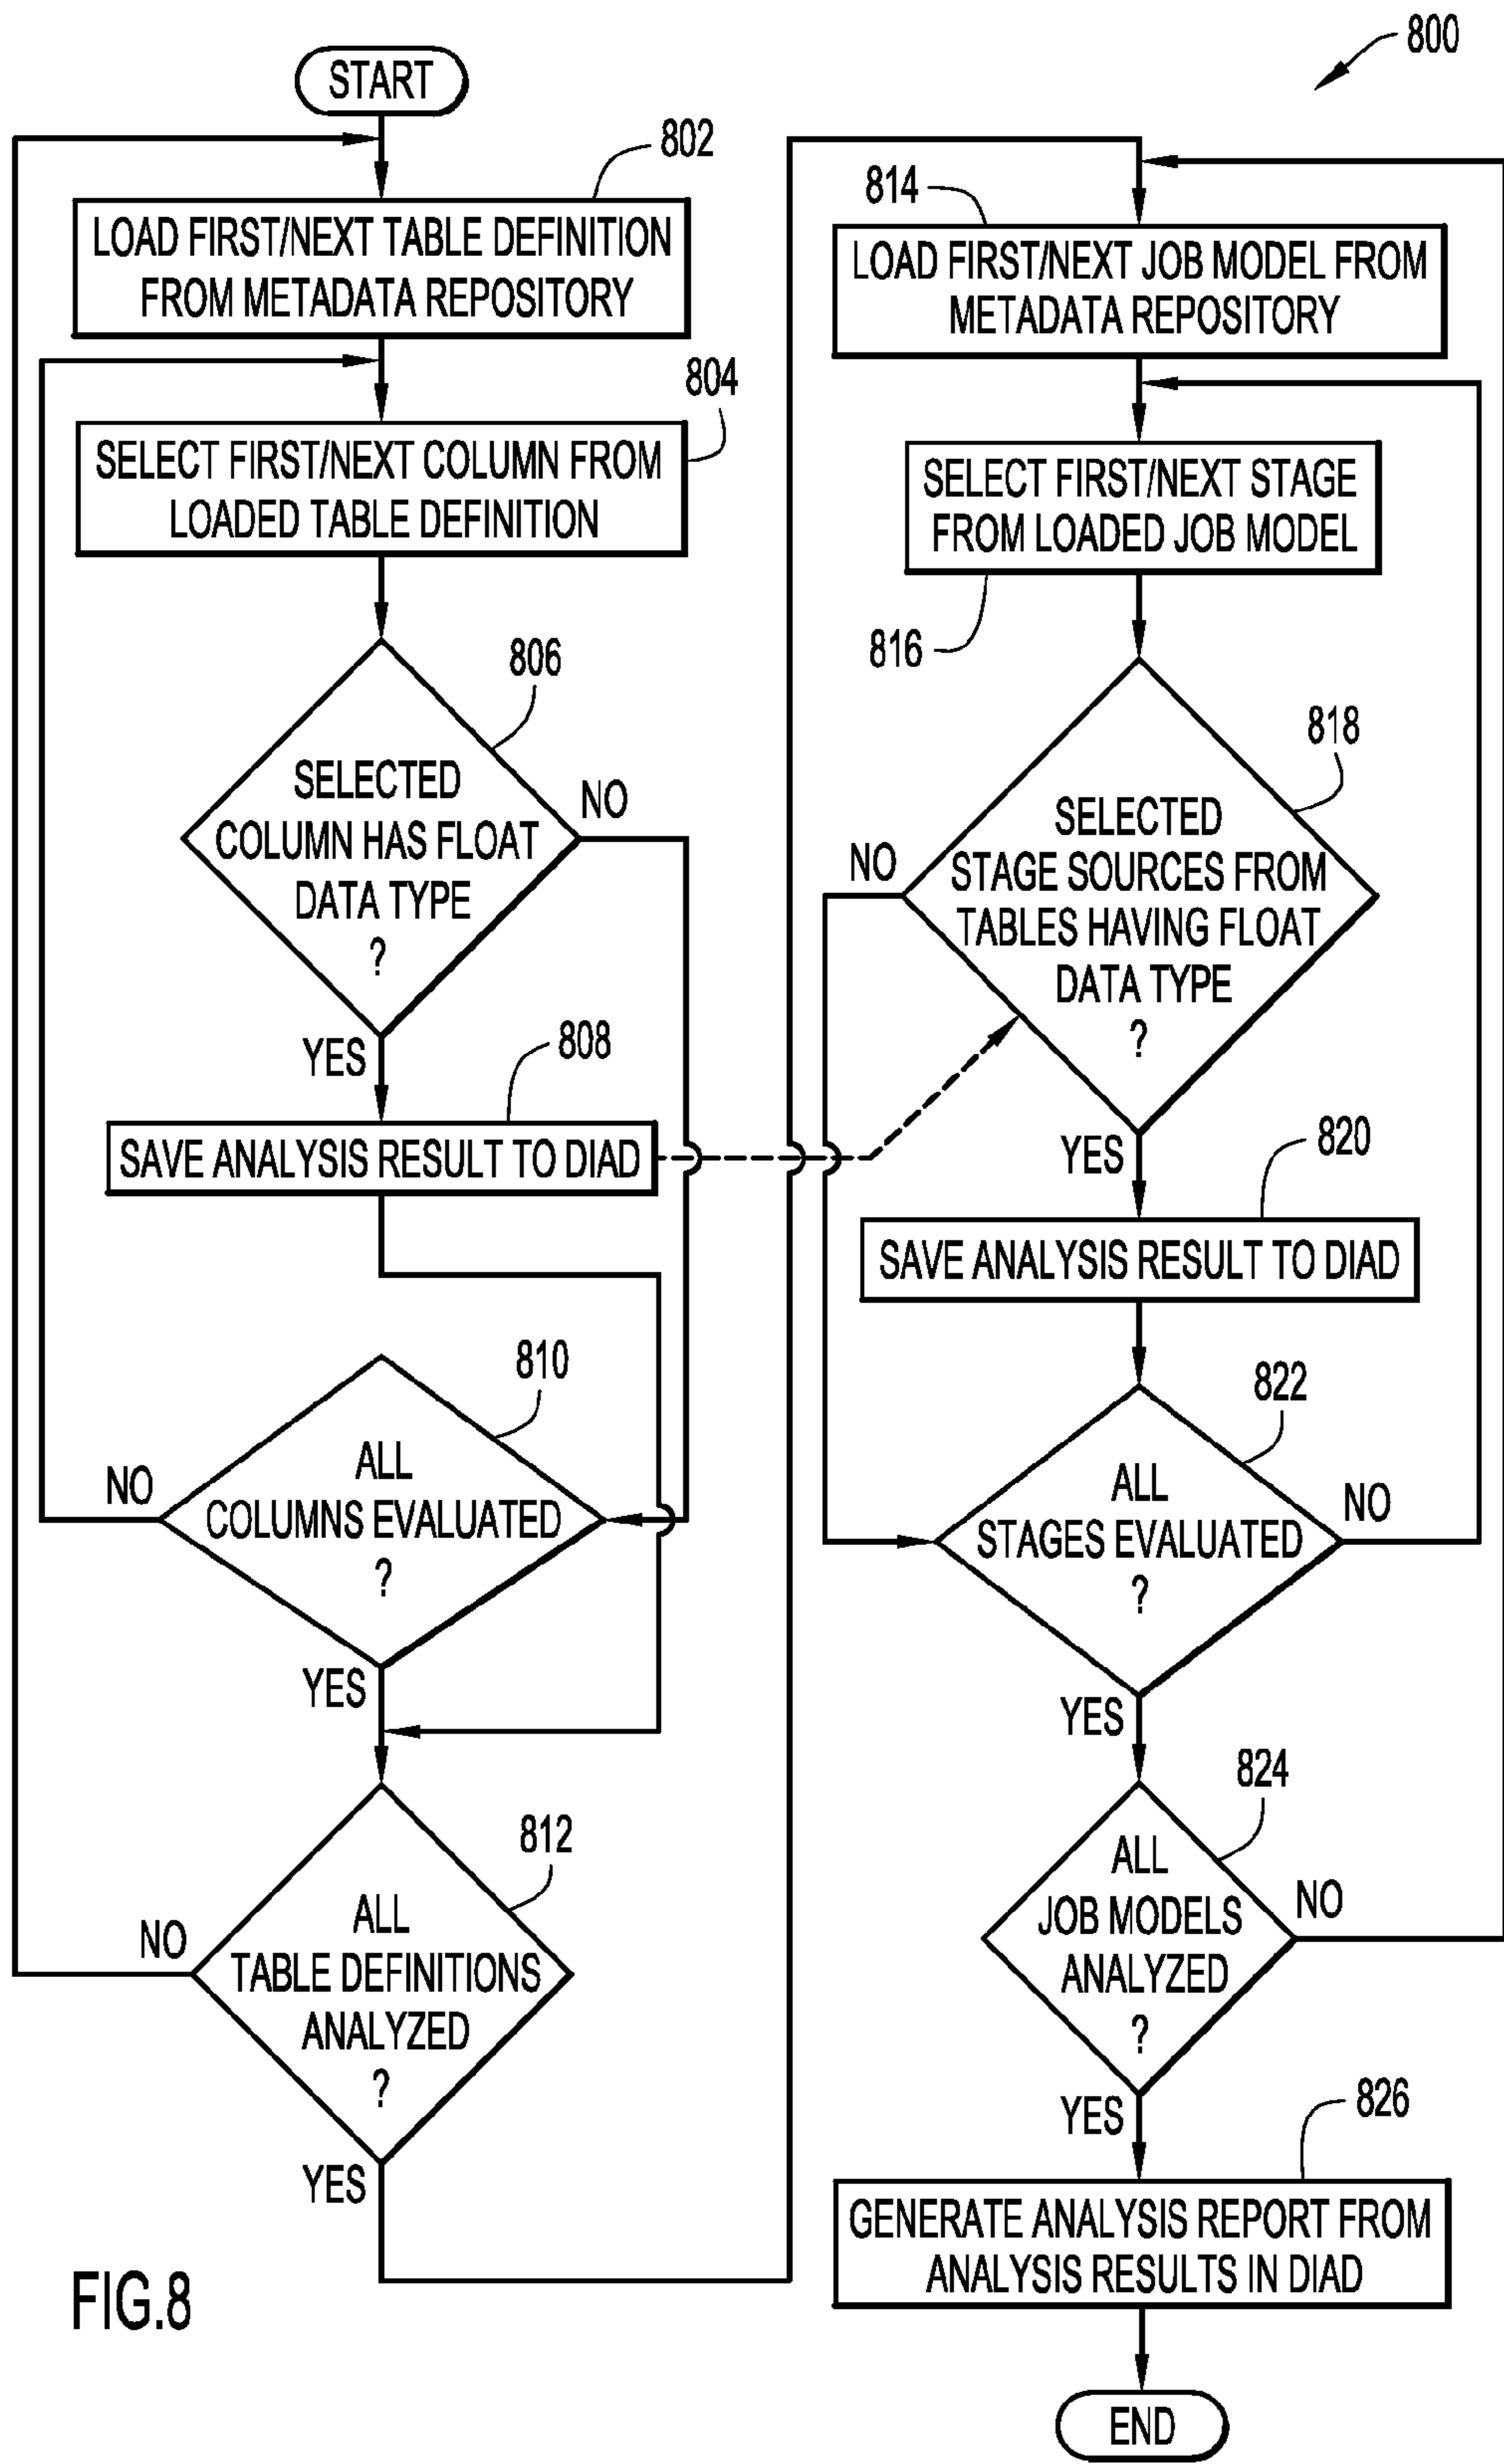 800
START
802
LOAD FIRST/NEXT TABLE DEFINITION
FROM METADATA REPOSITORY
804
SELECT FIRST/NEXT COLUMN FROM
LOADED TABLE DEFINITION
806
SELECTED
COLUMN HAS FLOAT
DATA TYPE
?
NO
YES
808
SAVE ANALYSIS RESULT TO DIAD
810
ALL
COLUMNS EVALUATED
?
NO
YES
812
ALL
TABLE DEFINITIONS
ANALYZED
?
NO
YES
814
LOAD FIRST/NEXT JOB MODEL FROM
METADATA REPOSITORY
SELECT FIRST/NEXT STAGE
FROM LOADED JOB MODEL
816
818
SELECTED
STAGE SOURCES FROM
TABLES HAVING FLOAT
DATA TYPE
?
NO
YES
820
SAVE ANALYSIS RESULT TO DIAD
822
ALL
STAGES EVALUATED
?
NO
YES
824
ALL
JOB MODELS
ANALYZED
?
NO
YES
826
GENERATE ANALYSIS REPORT FROM
ANALYSIS RESULTS IN DIAD
END
FIG.8